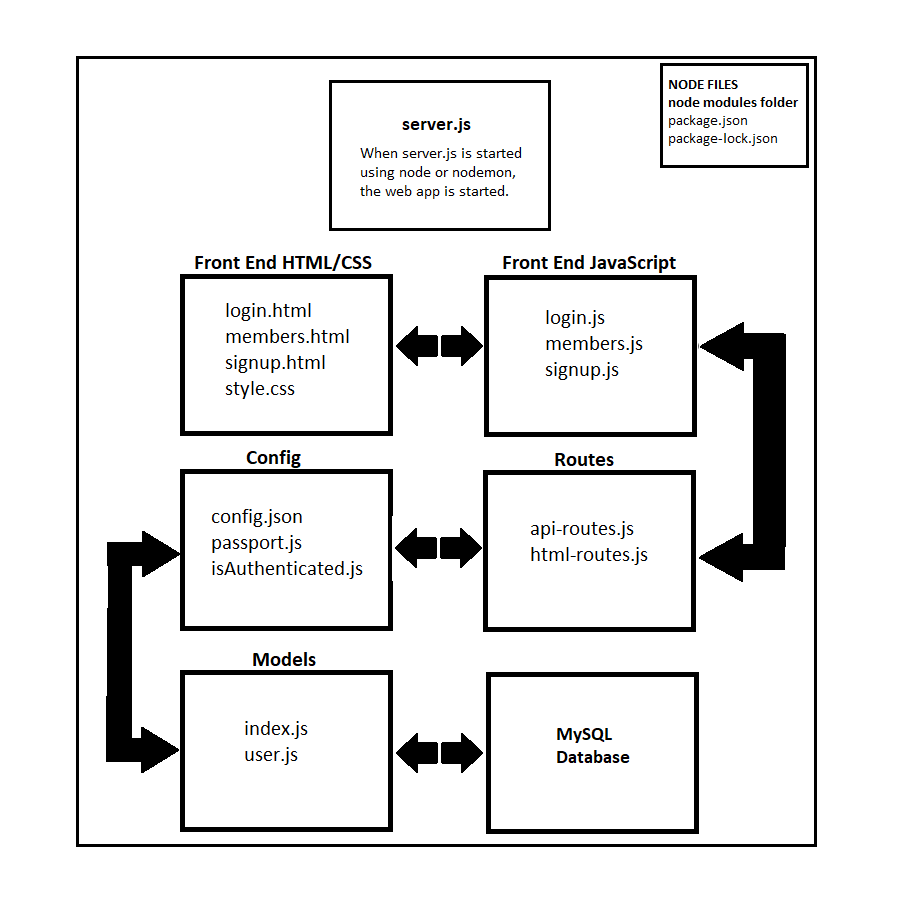 NODE FILES
node modules folder
package.json
package-lock.json
server.js
When server.js is started
using node or nodemon,
the web app is started.
Front End HTML/CSS
login.html
members.html
signup.html
style.css
Front End JavaScript
login.js
members.js
signup.js
Config
config.json
passport.js
isAuthenticated.js
Routes
api-routes.js
html-routes.js
Models
index.js
user.js
MySQL
Database